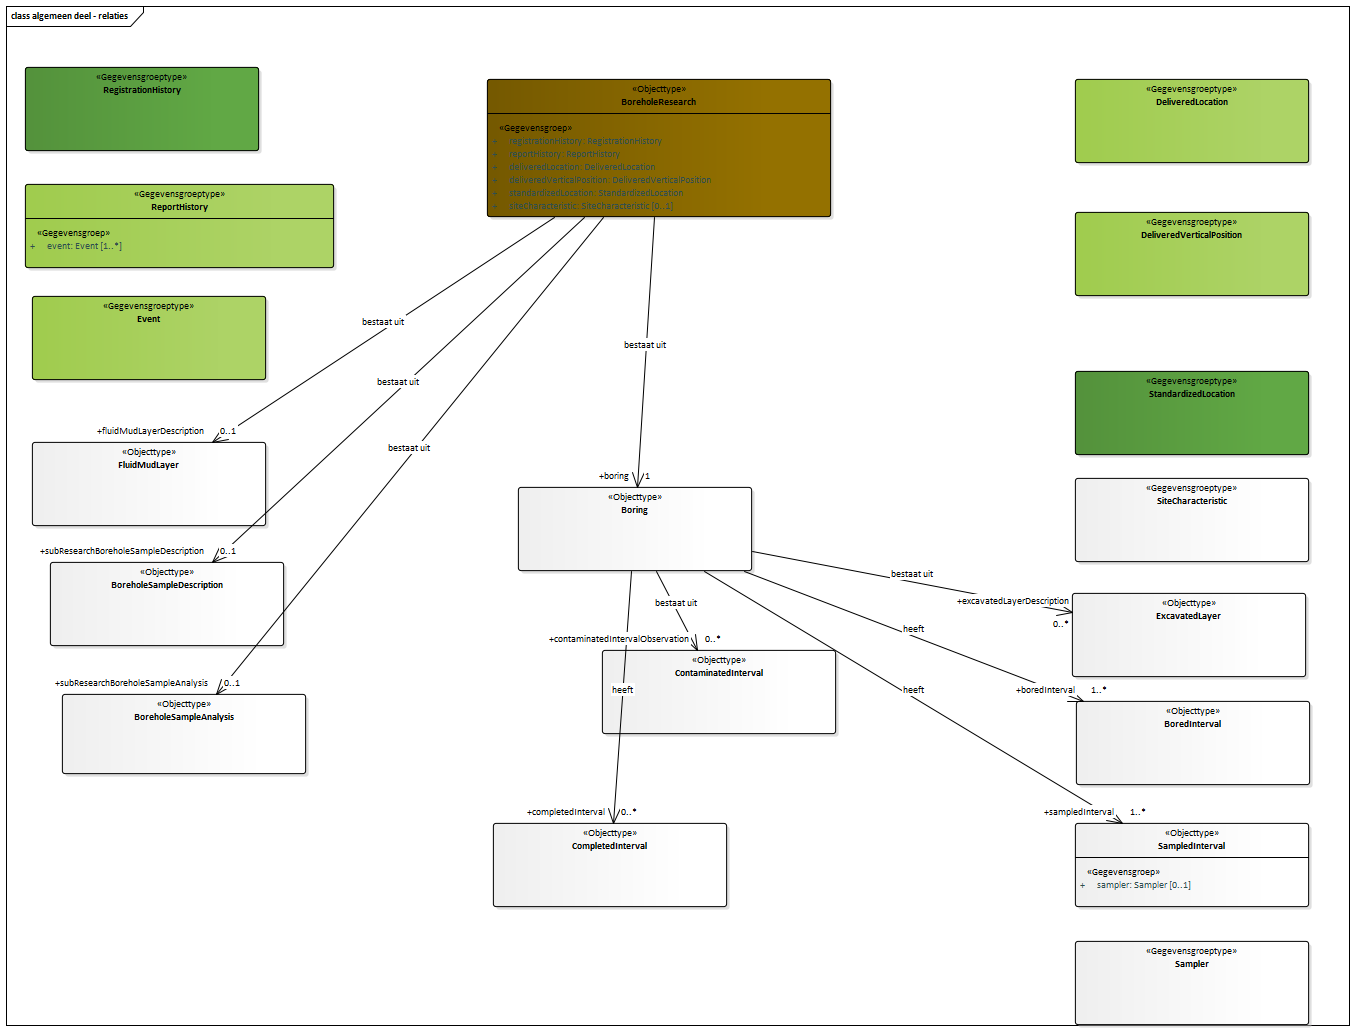 class algemeen deel - relaties
«Gegevensgroeptype»
RegistrationHistory
«Gegevensgroeptype»
ReportHistory
«Gegevensgroep»
+ event: Event [1..*]
«Gegevensgroeptype»
Event
«Objecttype»
BoreholeResearch
«Gegevensgroep»
+ registrationHistory: RegistrationHistory
+ reportHistory: ReportHistory
+ deliveredLocation: DeliveredLocation
+ deliveredVerticalPosition: DeliveredVerticalPosition
+ standardizedLocation: StandardizedLocation
+ siteCharacteristic: SiteCharacteristic [0..1]
«Gegevensgroeptype»
DeliveredLocation
«Gegevensgroeptype»
DeliveredVerticalPosition
«Gegevensgroeptype»
StandardizedLocation
«Gegevensgroeptype»
SiteCharacteristic
bestaat uit
bestaat uit
bestaat uit
bestaat uit
+fluidMudLayerDescription 0..1
«Objecttype»
FluidMudLayer
+subResearchBoreholeSampleDescription 0..1
«Objecttype»
BoreholeSampleDescription
+subResearchBoreholeSampleAnalysis 0..1
«Objecttype»
BoreholeSampleAnalysis
+boring 1
«Objecttype»
Boring
bestaat uit
+excavatedLayerDescription
0..*
«Objecttype»
ExcavatedLayer
bestaat uit
+contaminatedIntervalObservation 0..*
«Objecttype»
ContaminatedInterval
heeft
+boredInterval 1..*
«Objecttype»
BoredInterval
heeft
+completedInterval 0..*
«Objecttype»
CompletedInterval
heeft
+sampledInterval 1..*
«Objecttype»
SampledInterval
«Gegevensgroep»
+ sampler: Sampler [0..1]
«Gegevensgroeptype»
Sampler